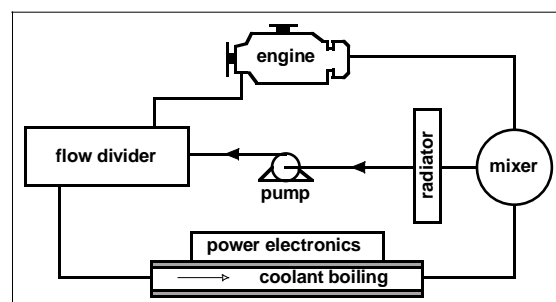 engine
flow divider
pump
radiator
mixer
power electronics
coolant boiling